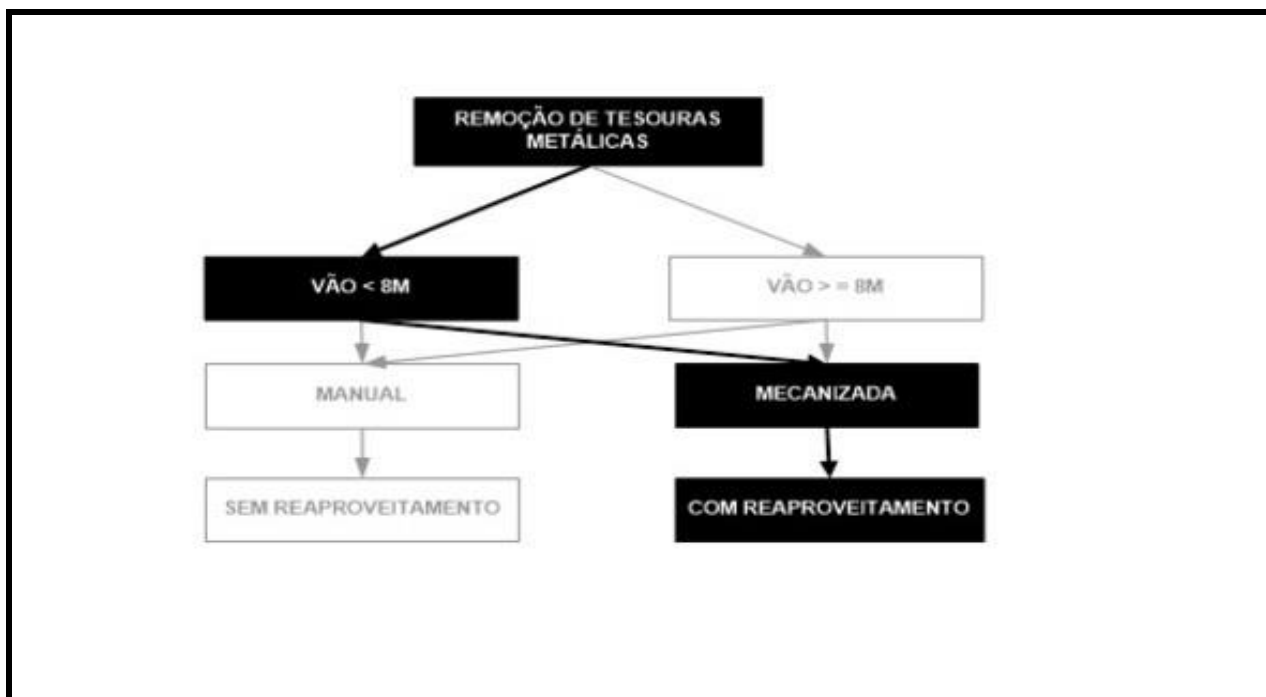 REMOÇÃO DE TESOURAS
METÁLICAS
VÃO < 8M
VÃO > = 8M
MANUAL
MECANIZADA
SEM REAPROVEITAMENTO
COM REAPROVEITAMENTO